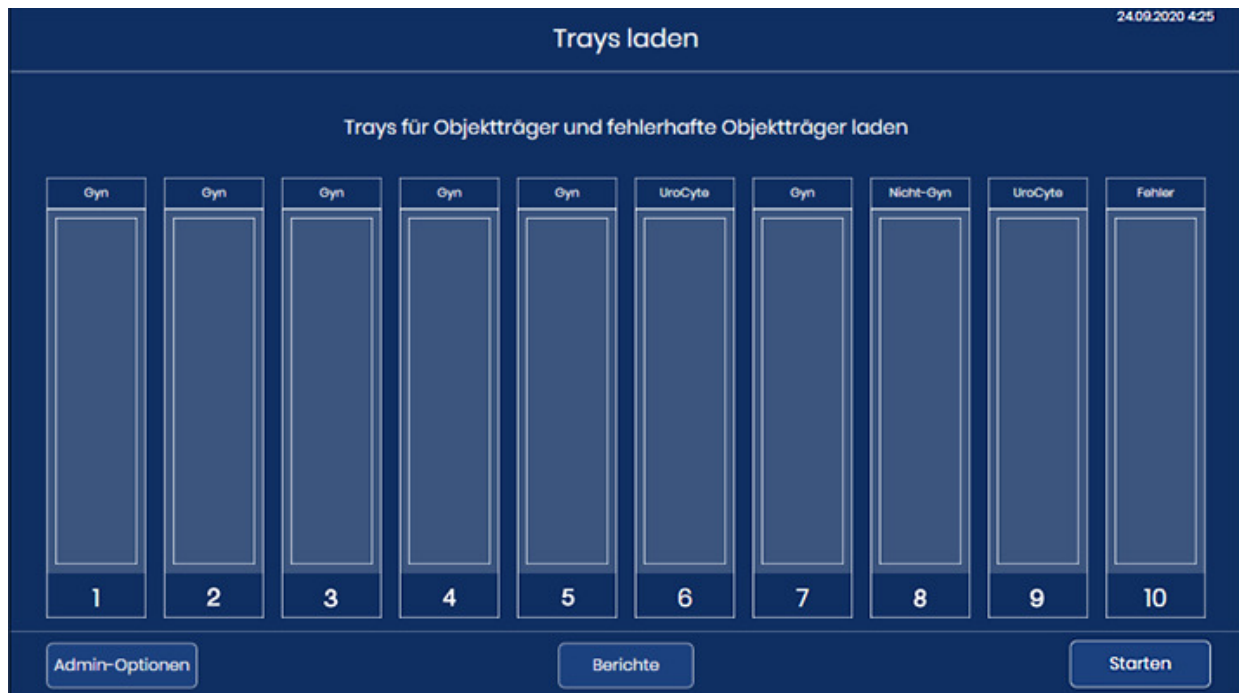 24.09.2020 4:25
Trays laden
Trays für Objektträger und fehlerhafte Objektträger laden
Gyn Gyn Gyn Gyn Gyn UroCyte Gyn Nicht-Gyn UroCyte Fehler
1 2 3 4 5 6 7 8 9 10
Admin-Optionen Berichte Starten